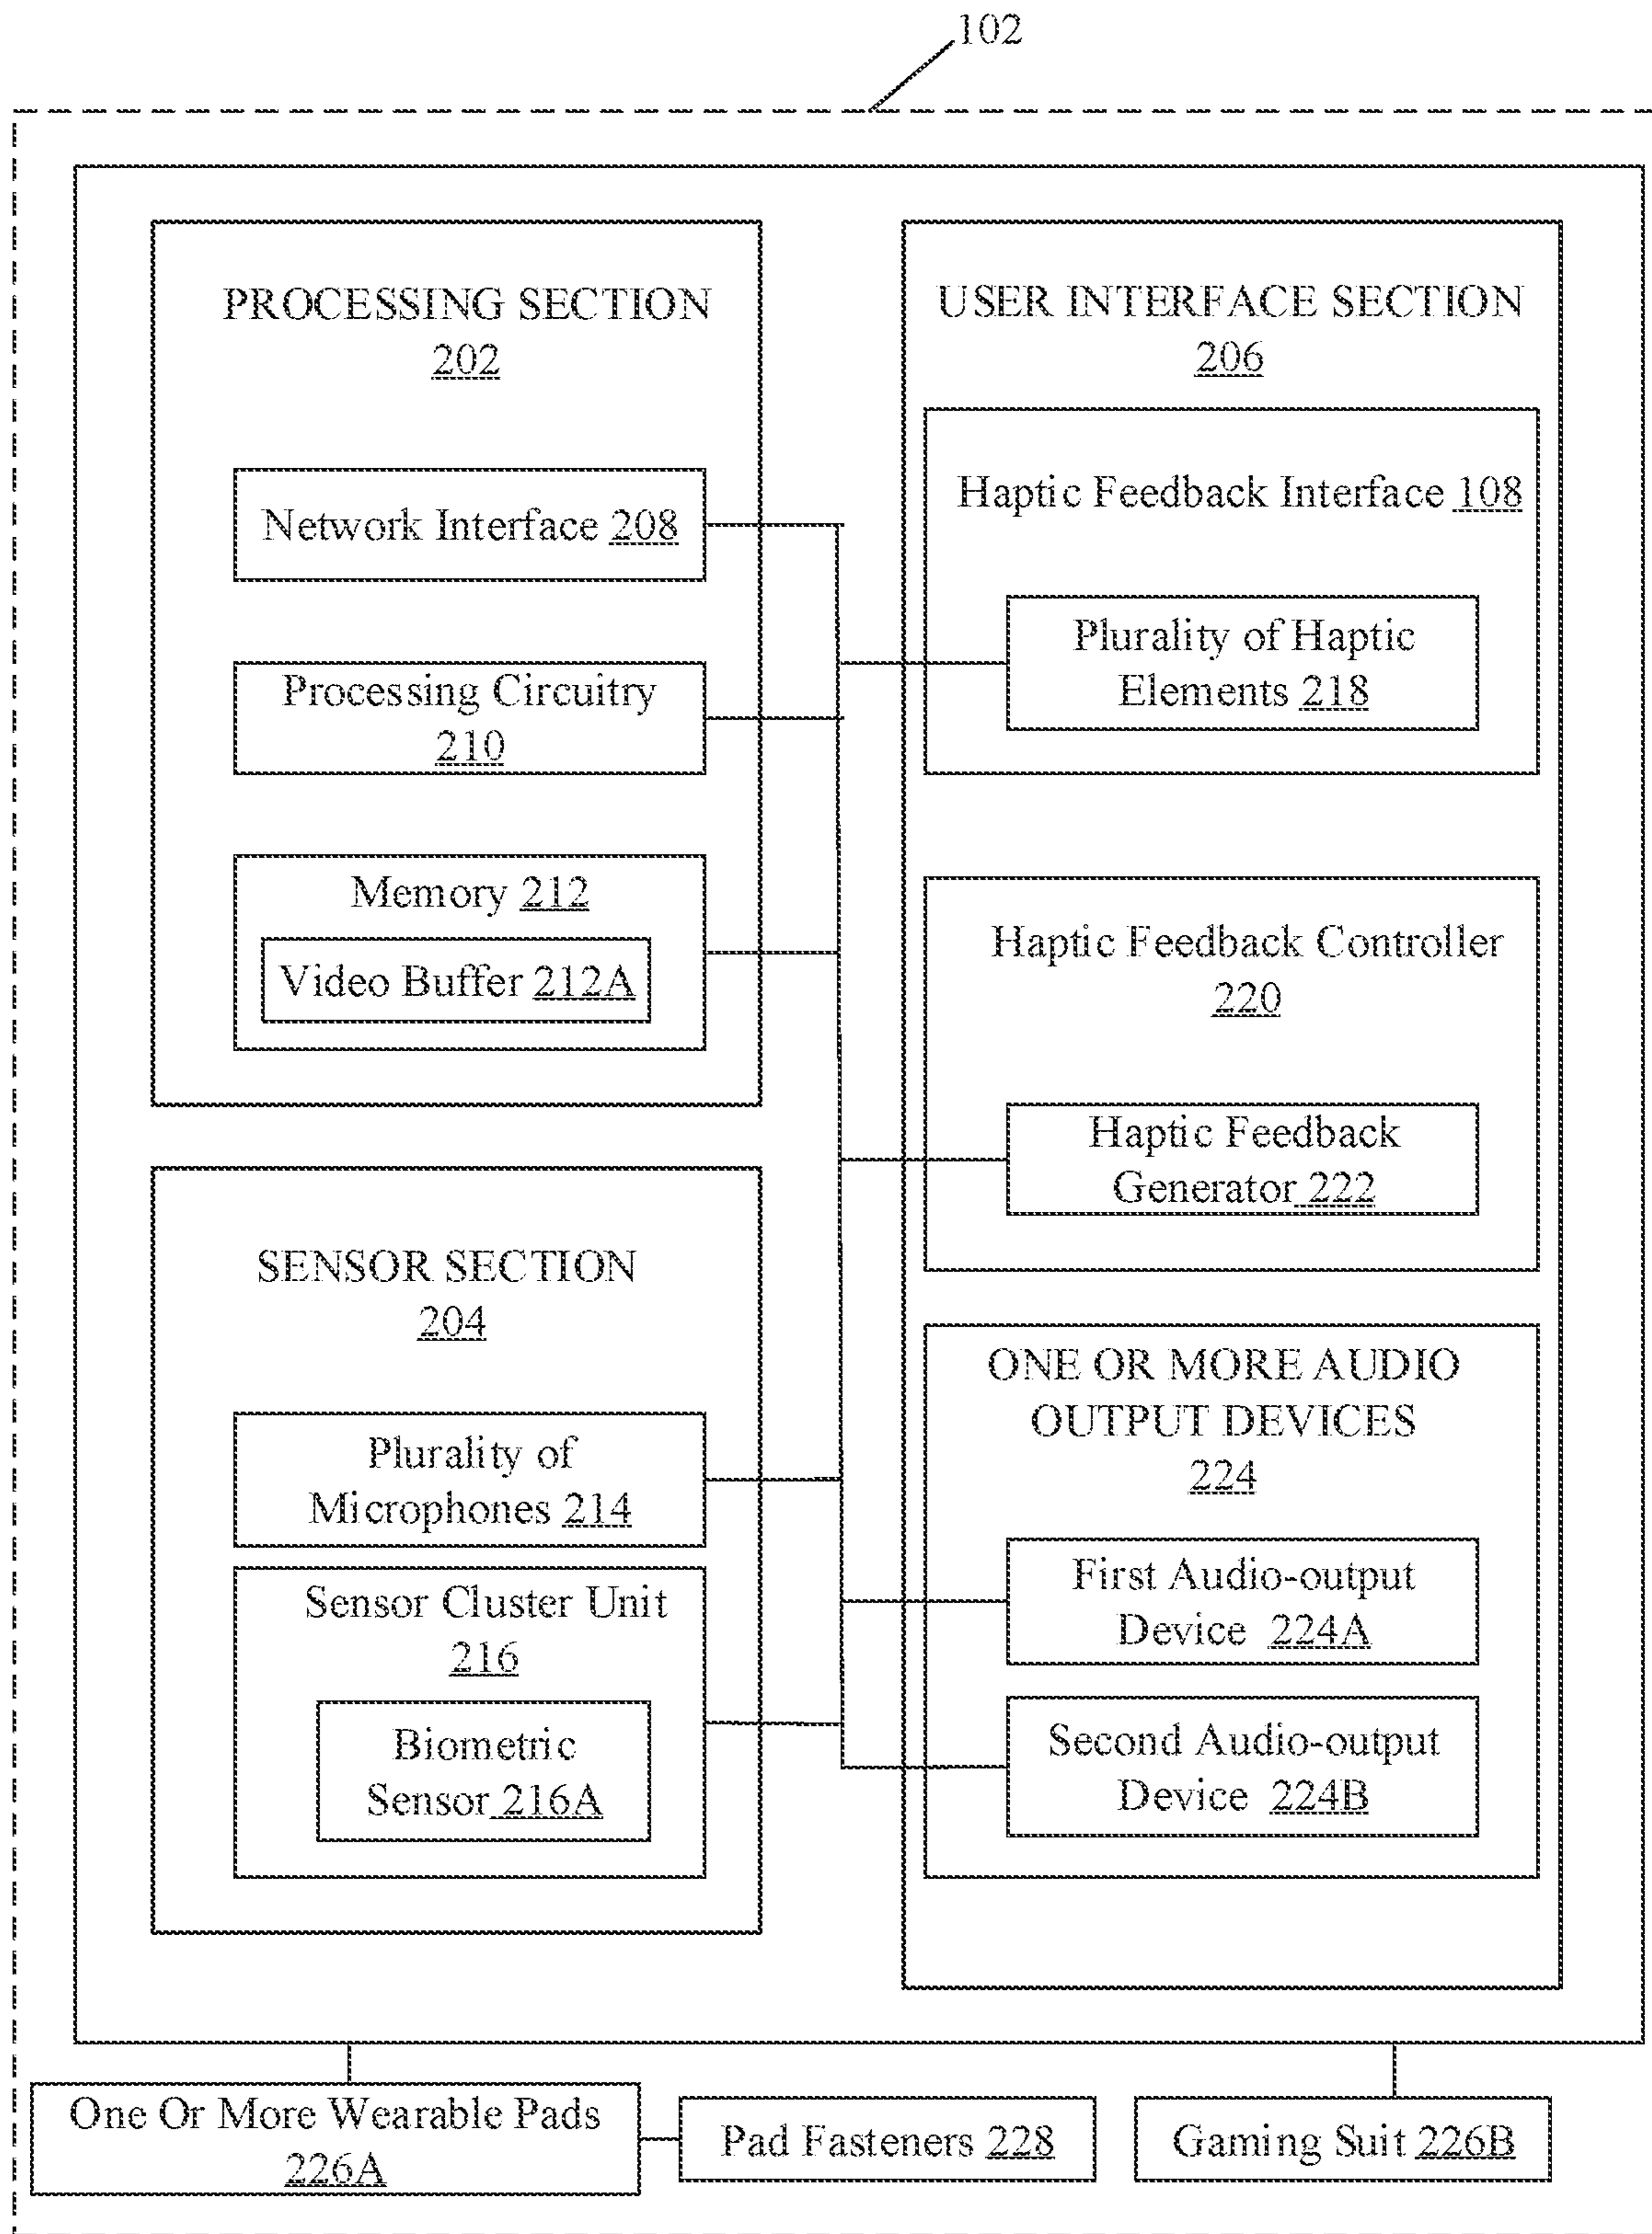 102
PROCESSING SECTION
202
Network Interface 208
Processing Circuitry
210
Memory 212
Video Buffer 212A
SENSOR SECTION
204
Plurality of
Microphones 214
Sensor Cluster Unit
216
Biometric
Sensor 216A
USER INTERFACE SECTION
206
Haptic Feedback Interface 108
Plurality of Haptic
Elements 218
Haptic Feedback Controller
220
Haptic Feedback
Generator 222
ONE OR MORE AUDIO
OUTPUT DEVICES
224
First Audio-output
Device 224A
Second Audio-output
Device 224B
One Or More Wearable Pads
226A
Pad Fasteners 228
Gaming Suit 226B